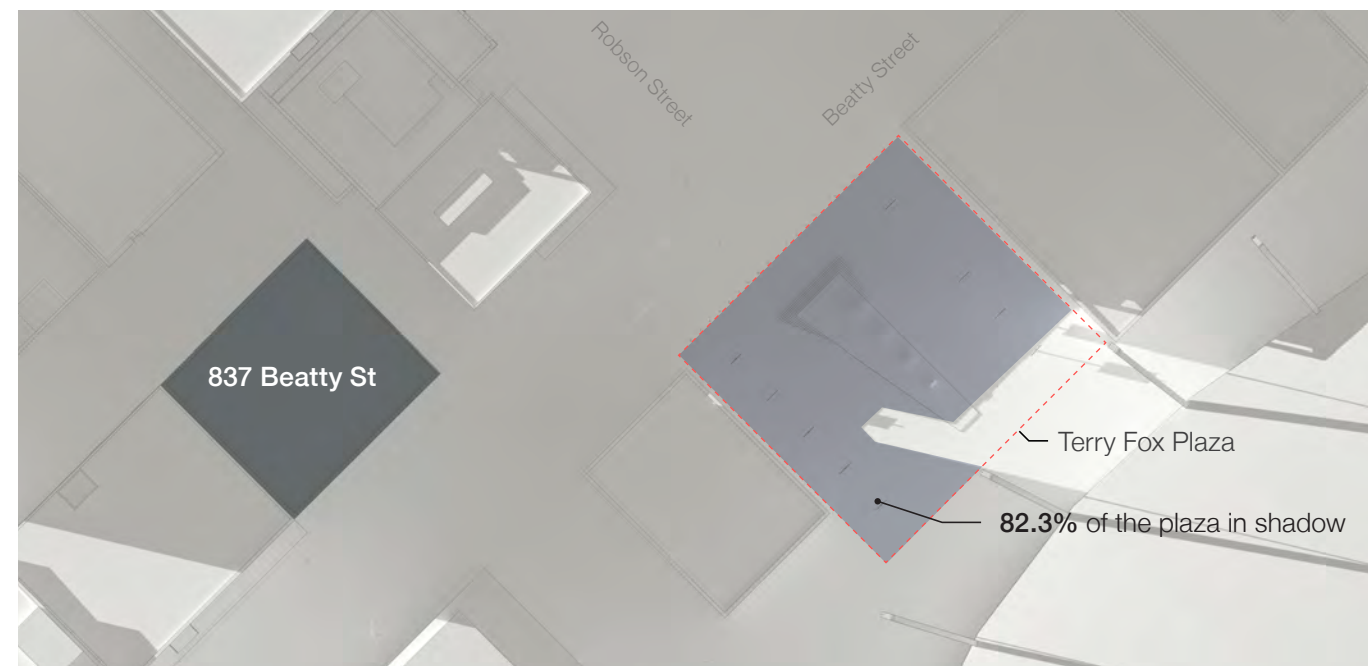 Robson Street
Beatty Street
837 Beatty St
Terry Fox Plaza
82.3% of the plaza in shadow